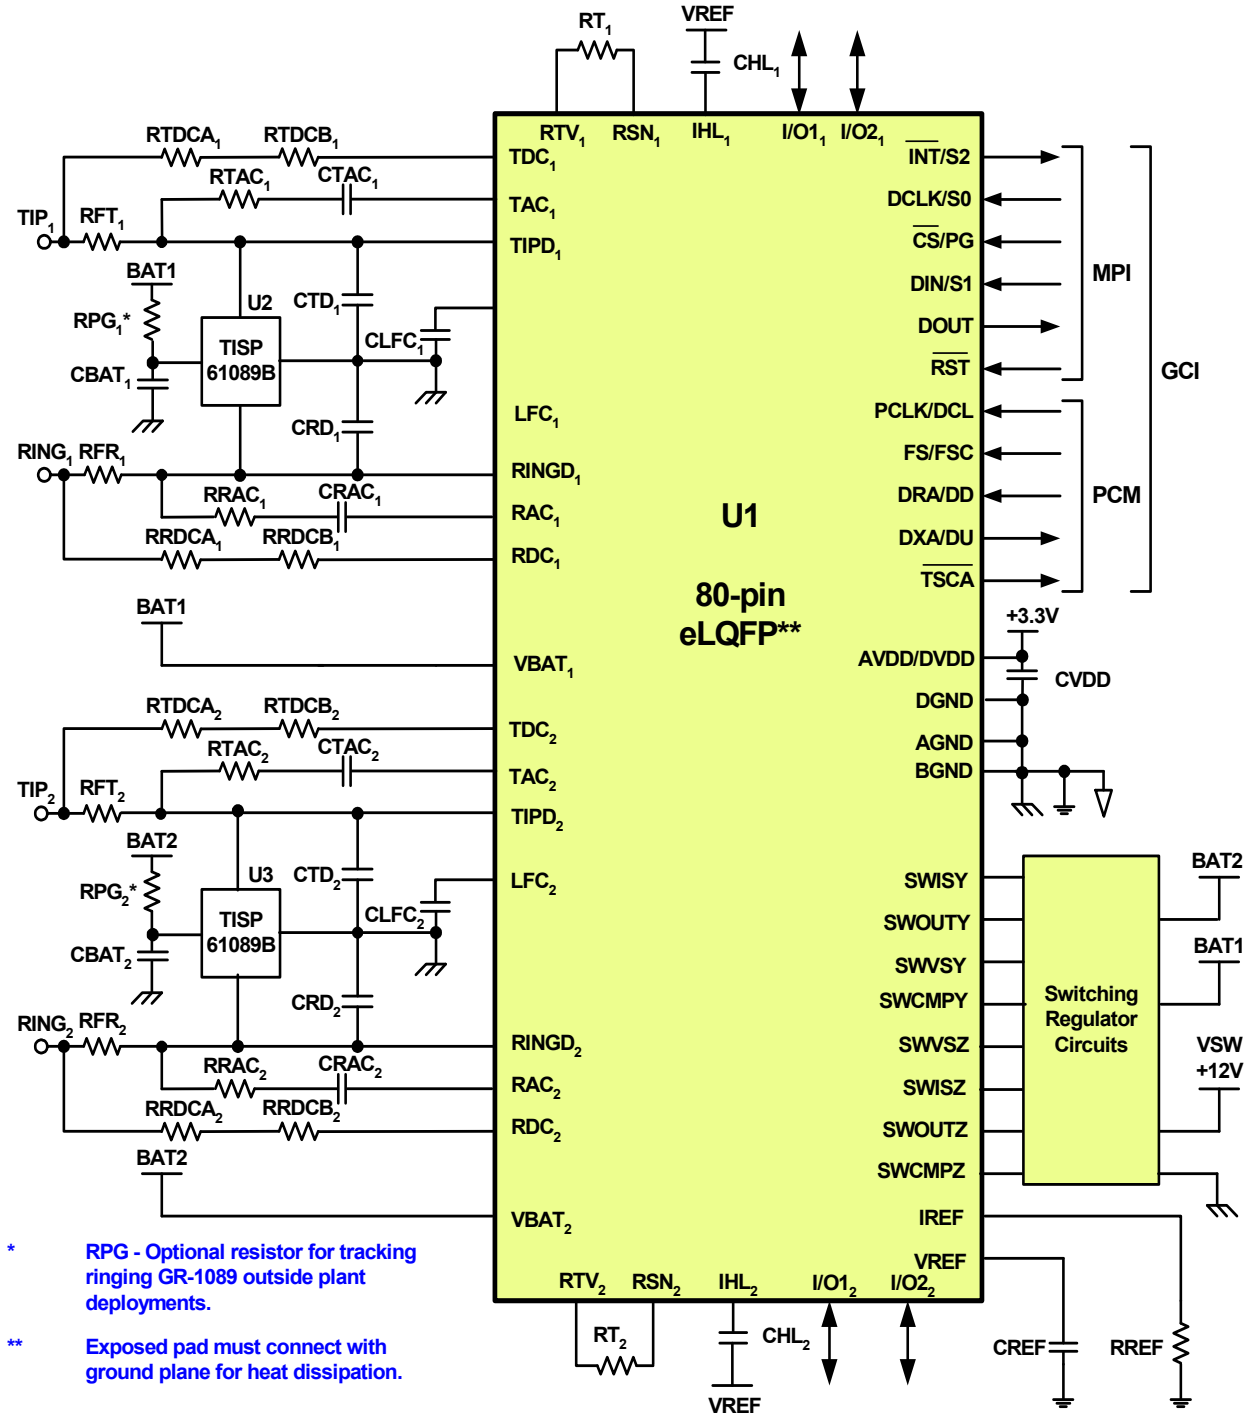 RT1
VREF
CHL1
RTV1
RSN1
IHL1
I/O11
I/O21
RTDCA1
RTDCB1
TDC1
RTAC1
CTAC1
TAC1
TIP1
RFT1
TIPD1
BAT1
RPG1*
U2
TISP
61089B
CTD1
CLFC1
CBAT1
LFC1
CRD1
RING1
RFR1
RINGD1
RRAC1
CRAC1
RAC1
RRDCA1
RRDCB1
RDC1
BAT1
VBAT1
U1
80-pin
eLQFP**
INT/S2
DCLK/S0
CS/PG
DIN/S1
DOUT
RST
MPI
GCI
PCLK/DCL
FS/FSC
DRA/DD
DXA/DU
TSCA
PCM
+3.3V
AVDD/DVDD
CVDD
DGND
AGND
BGND
RTDCA2
RTDCB2
TDC2
RTAC2
CTAC2
TAC2
TIP2
RFT2
TIPD2
BAT2
RPG2*
U3
TISP
61089B
CTD2
CLFC2
CBAT2
LFC2
CRD2
RING2
RFR2
RINGD2
RRAC2
CRAC2
RAC2
RRDCA2
RRDCB2
RDC2
BAT2
VBAT2
SWISY
SWOUTY
SWVSY
SWCMPY
SWVSZ
SWISZ
SWOUTZ
SWCMPZ
Switching
Regulator
Circuits
BAT2
BAT1
VSW
+12V
IREF
VREF
RTV2
RSN2
IHL2
I/O12
I/O22
RT2
CHL2
VREF
CREF
RREF
* RPG - Optional resistor for tracking
ringing GR-1089 outside plant
deployments.
** Exposed pad must connect with
ground plane for heat dissipation.